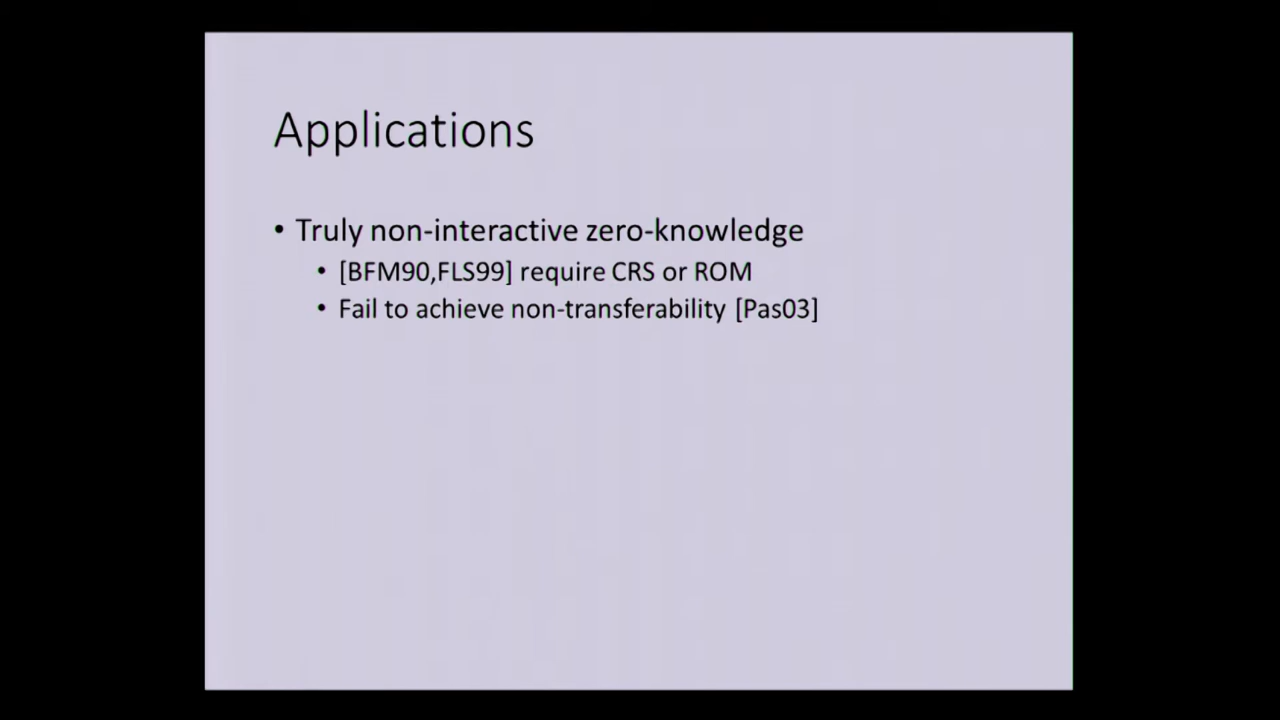 Applications
• Truly non-interactive zero-knowledge
• [BFM90,FLS99] require CRS or ROM
• Fail to achieve non-transferability [Pas03]